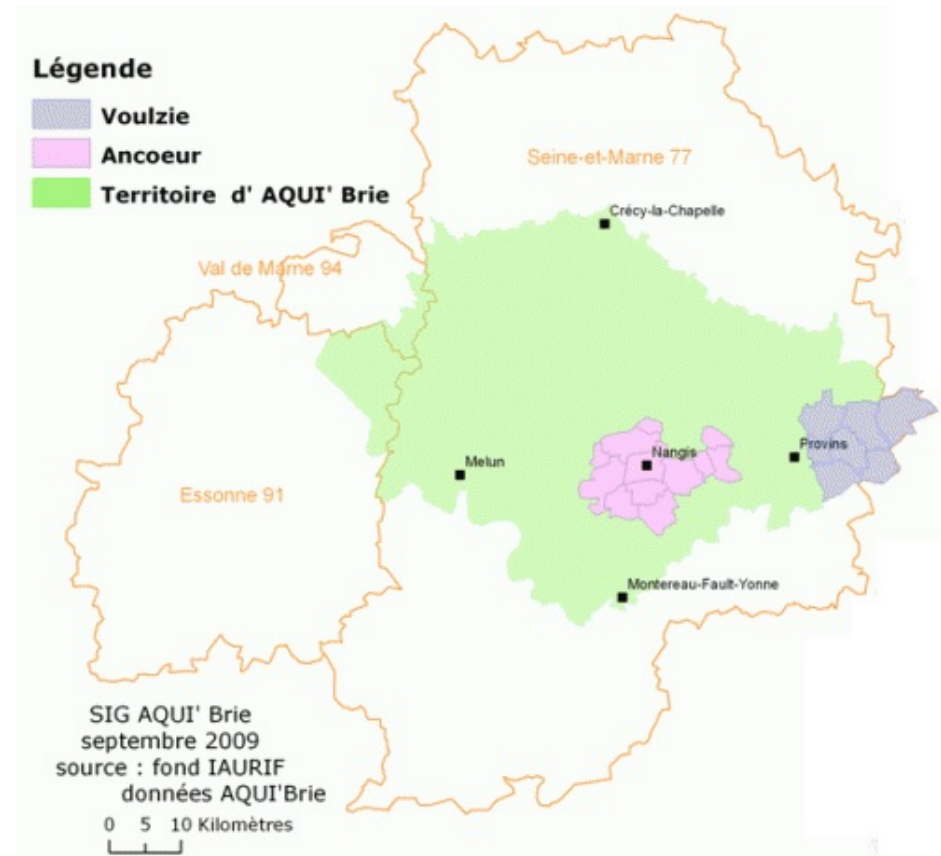 Légende
Voulzie
Ancoeur
Territoire d' AQUI' Brie
Seine-et-Marne 77
Crécy-la-Chapelle
Val de Marne 94
Provins
Nangis
Melun
Essonne 91
Montereau-Fault-Yonne
SIG AQUI' Brie
septembre 2009
source : fond IAURIF
données AQUI'Brie
0 5 10 Kilomètres